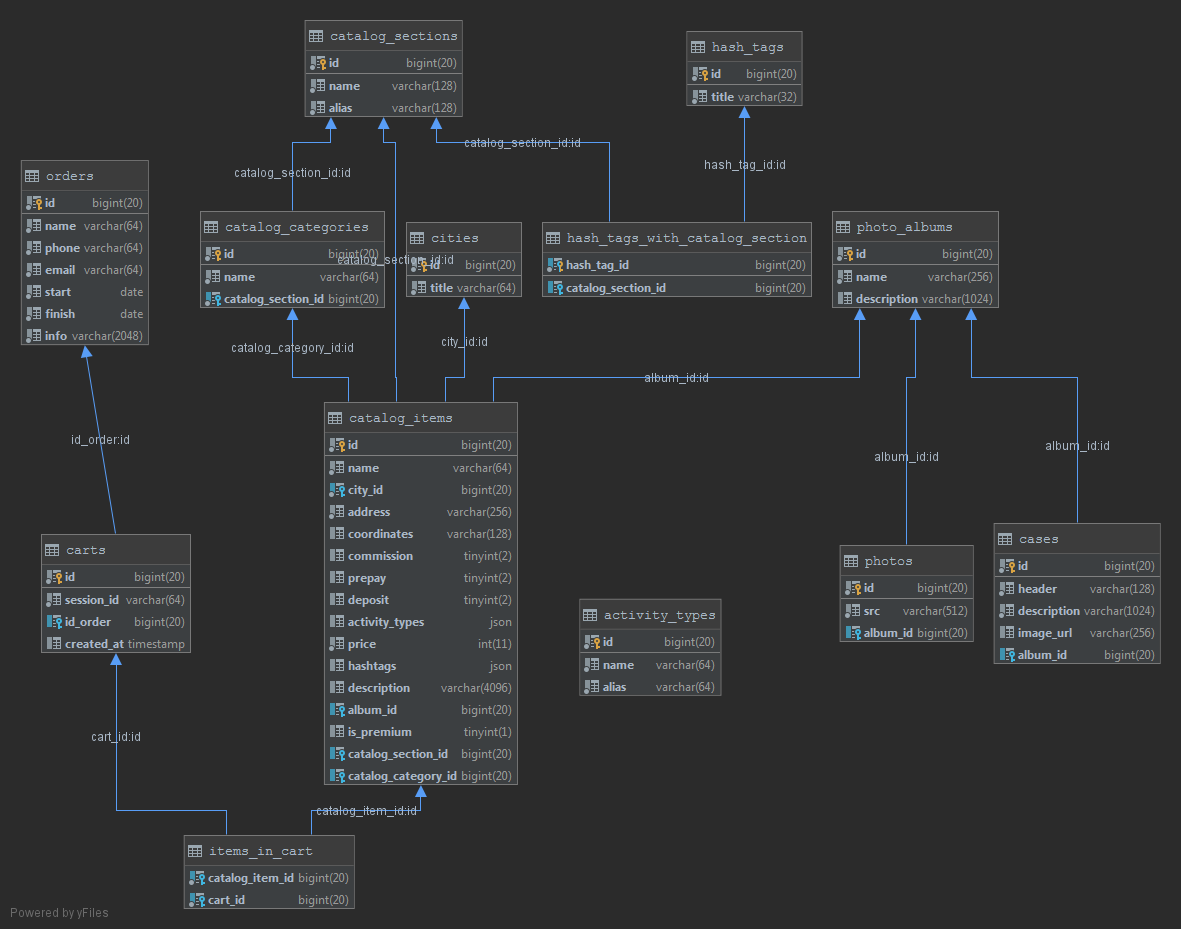 catalog_sections
id bigint(20)
name varchar(128)
alias varchar(128)
hash_tags
id bigint(20)
title varchar(32)
catalog_section_id:id
catalog_section_id:id
hash_tag_id:id
orders
id bigint(20)
name varchar(64)
phone varchar(64)
email varchar(64)
start date
finish date
info varchar(2048)
catalog_categories
id bigint(20)
name varchar(64)
catalog_section_id bigint(20)
catalog_section_id:id
cities
id bigint(20)
title varchar(64)
hash_tags_with_catalog_section
hash_tag_id bigint(20)
catalog_section_id bigint(20)
photo_albums
id bigint(20)
name varchar(256)
description varchar(1024)
catalog_category_id:id
city_id:id
album_id:id
id_order:id
album_id:id
album_id:id
catalog_items
id bigint(20)
name varchar(64)
city_id bigint(20)
address varchar(256)
coordinates varchar(128)
commission tinyint(2)
prepay tinyint(2)
deposit tinyint(2)
activity_types json
price int(11)
hashtags json
description varchar(4096)
album_id bigint(20)
is_premium tinyint(1)
catalog_section_id bigint(20)
catalog_category_id bigint(20)
carts
id bigint(20)
session_id varchar(64)
id_order bigint(20)
created_at timestamp
activity_types
id bigint(20)
name varchar(64)
alias varchar(64)
photos
id bigint(20)
src varchar(512)
album_id bigint(20)
cases
id bigint(20)
header varchar(128)
description varchar(1024)
image_url varchar(256)
album_id bigint(20)
cart_id:id
catalog_item_id:id
items_in_cart
catalog_item_id bigint(20)
cart_id bigint(20)
Powered by yFiles